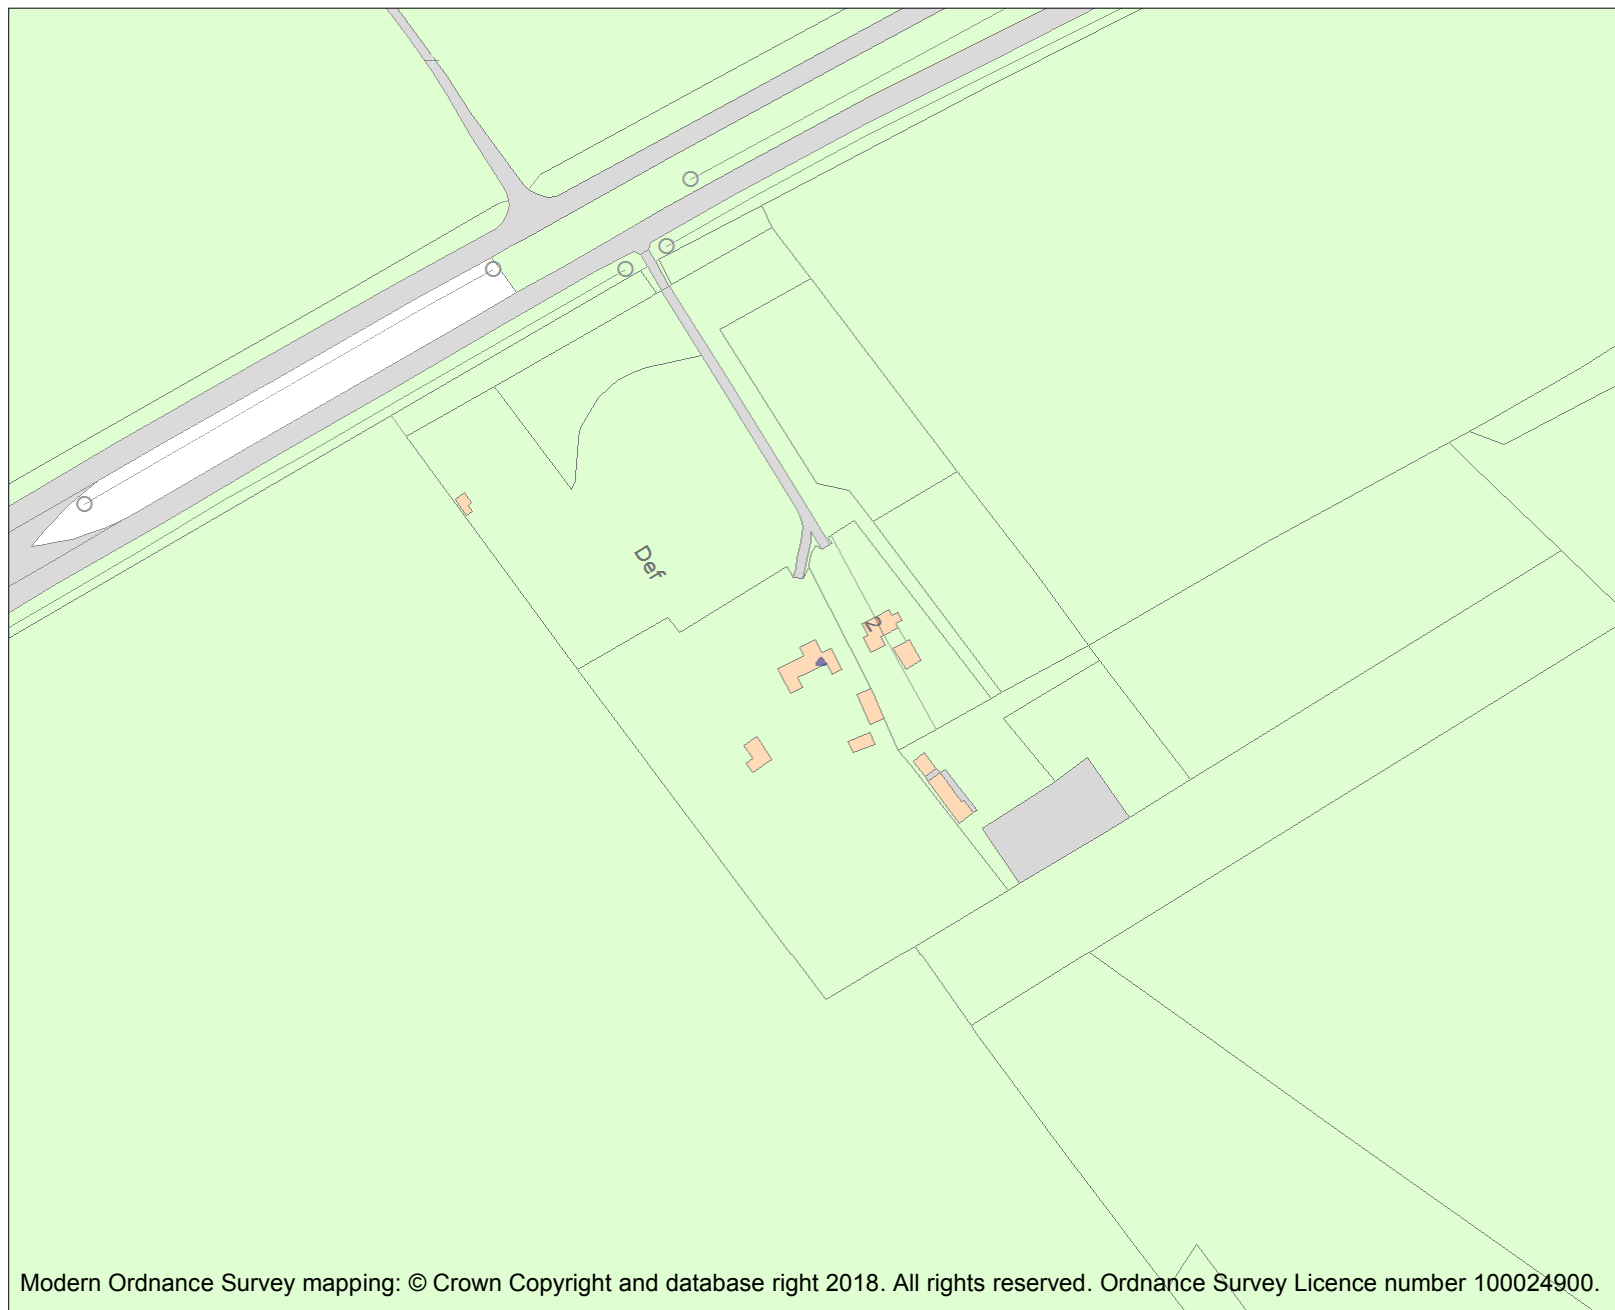 Def
2
Modern Ordnance Survey mapping: © Crown Copyright and database right 2018. All rights reserved. Ordnance Survey Licence number 100024900.